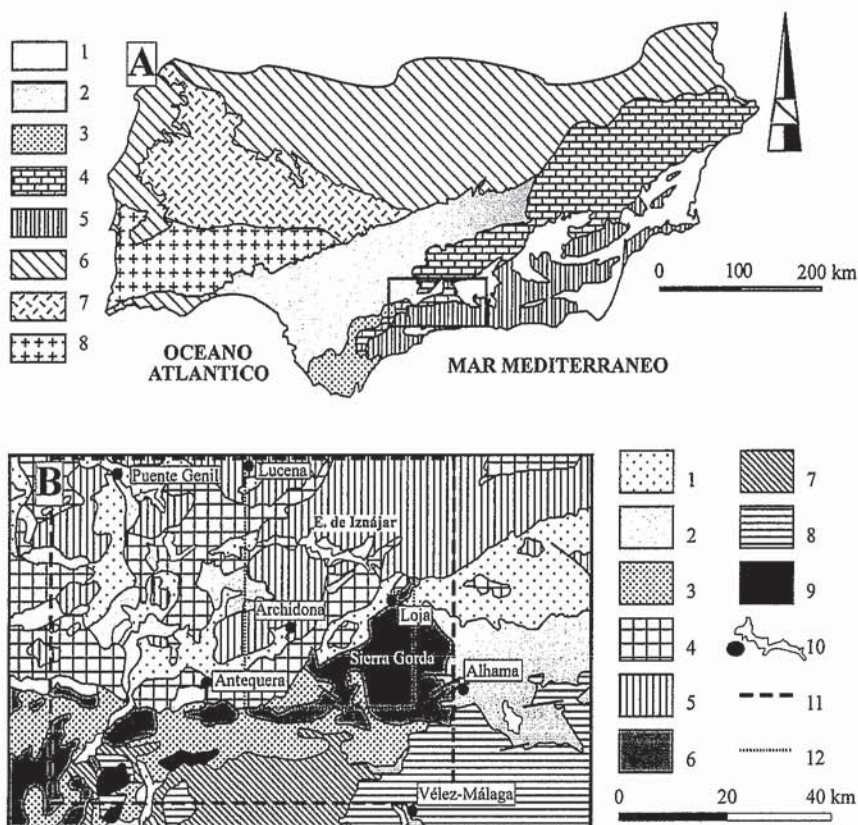 A
1
2
3
4
5
6
7
8
OCEANO
ATLANTICO
MAR MEDITERRANEO
0 100 200 km
B
Puente Genil
Lucena
E. de Iznájar
Archidona
Loja
Sierra Gorda
Antequera
Alhama
Vélez-Málaga
1
2
3
4
5
6
7
8
9
10
11
12
0 20 40 km